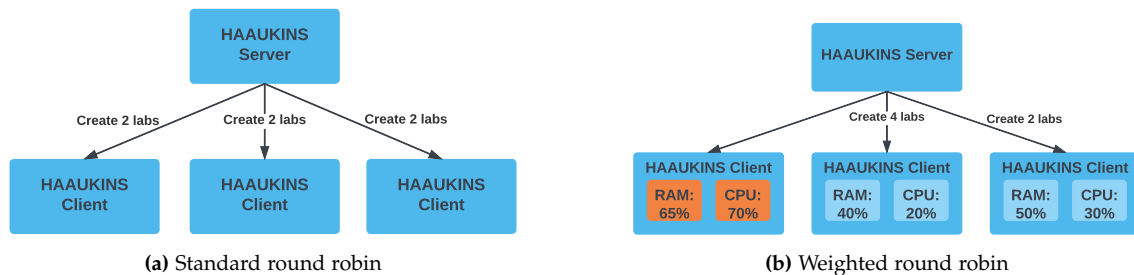 HAAUKINS
Server
Create 2 labs
Create 2 labs
Create 2 labs
HAAUKINS
Client
HAAUKINS
Client
HAAUKINS
Client
(a) Standard round robin
HAAUKINS Server
Create 4 labs
Create 2 labs
HAAUKINS Client
RAM:
65%
CPU:
70%
HAAUKINS Client
RAM:
40%
CPU:
20%
HAAUKINS Client
RAM:
50%
CPU:
30%
(b) Weighted round robin